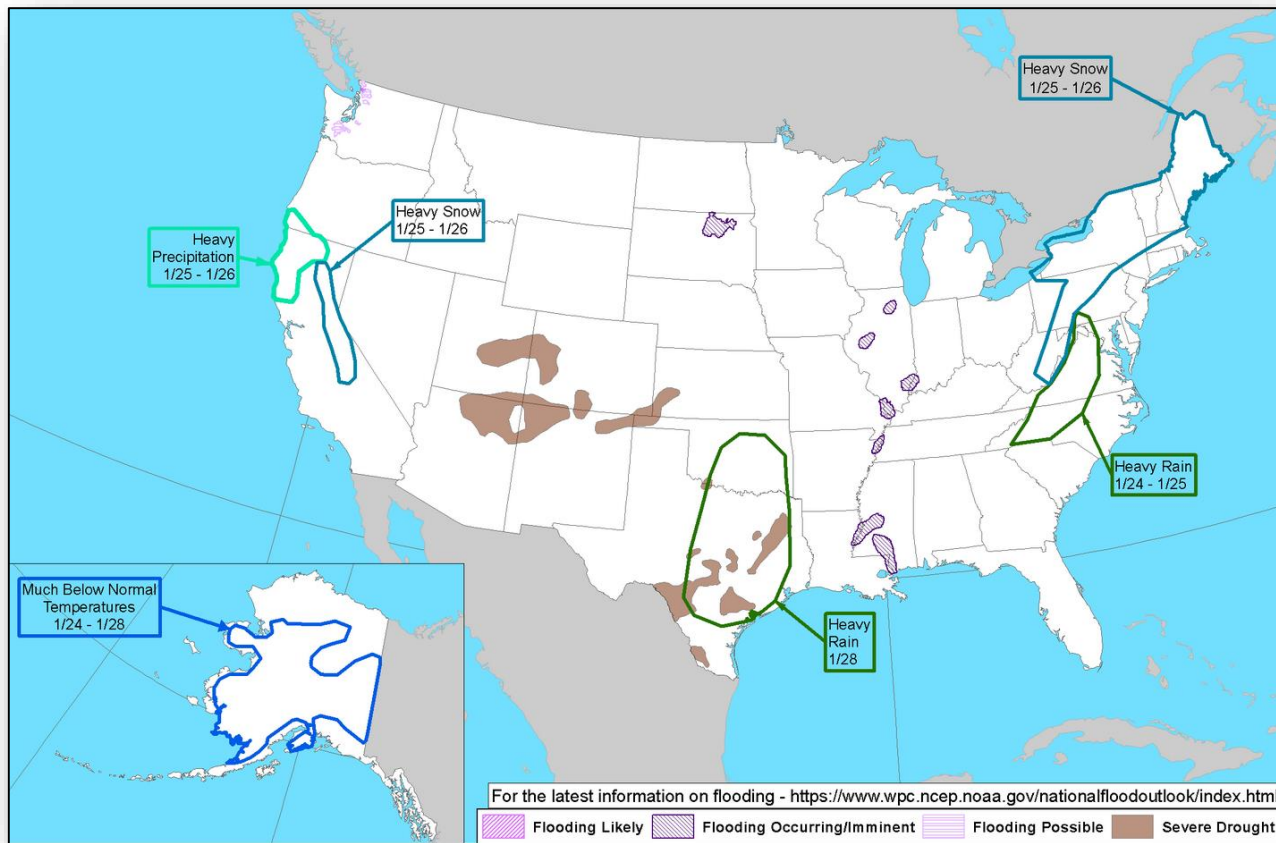 Heavy Snow
1/25 - 1/26
Heavy Snow
1/25 - 1/26
Heavy
Precipitation
1/25 - 1/26
Heavy Rain
1/24 - 1/25
Much Below Normal
Temperatures
1/24 - 1/28
Heavy
Rain
1/28
For the latest information on flooding - https://www.wpc.ncep.noaa.gov/nationalfloodoutlook/index.html
Flooding Likely
Flooding Occurring/Imminent
Flooding Possible
Severe Drought